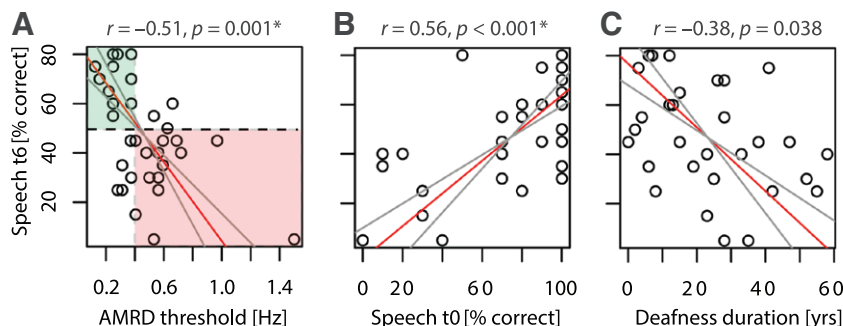 A
r = –0.51, p = 0.001*
B
r = 0.56, p < 0.001*
C
r = –0.38, p = 0.038
Speech t6 [% correct]
80
60
40
20
0.2 0.6 1.0 1.4
AMRD threshold [Hz]
0 20 60 100
Speech t0 [% correct]
0 20 40 60
Deafness duration [yrs]